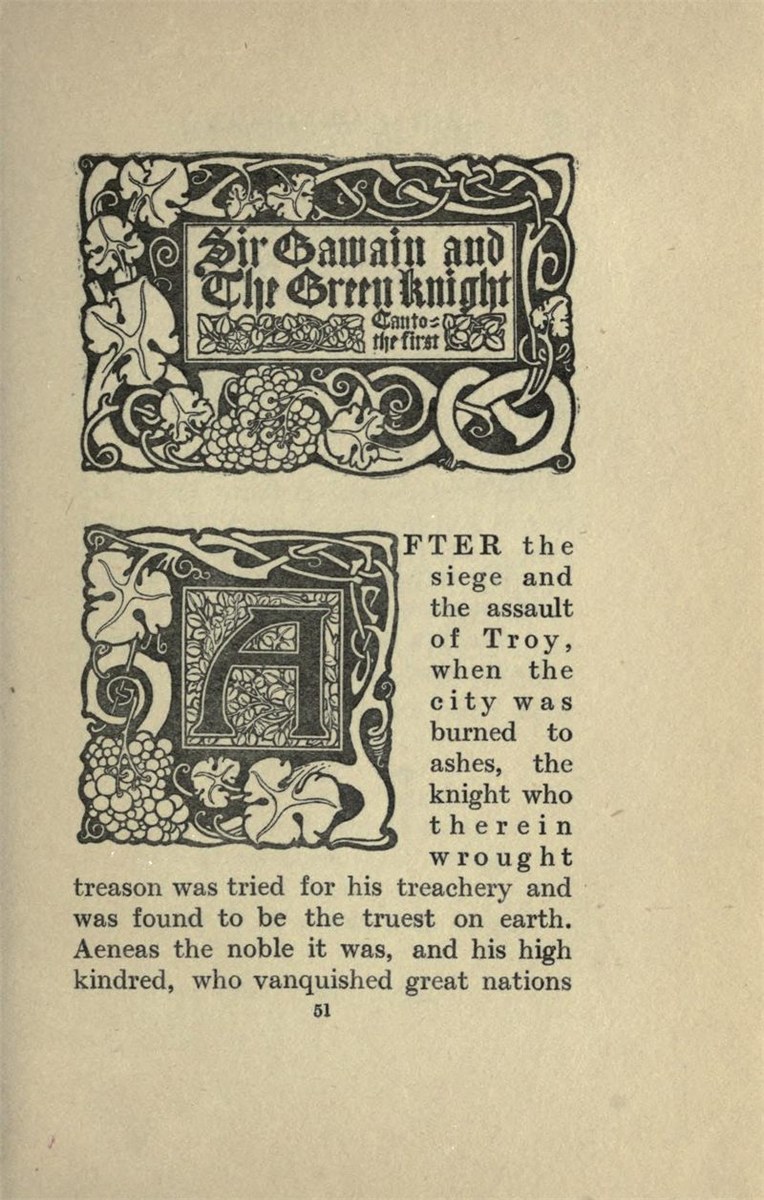 Sir Gawain and
The Green Knight
Canto=
the first
AFTER the
siege and
the assault
of Troy,
when the
city was
burned to
ashes, the
knight who
therein
wrought
treason was tried for his treachery and
was found to be the truest on earth.
Aeneas the noble it was, and his high
kindred, who vanquished great nations
51